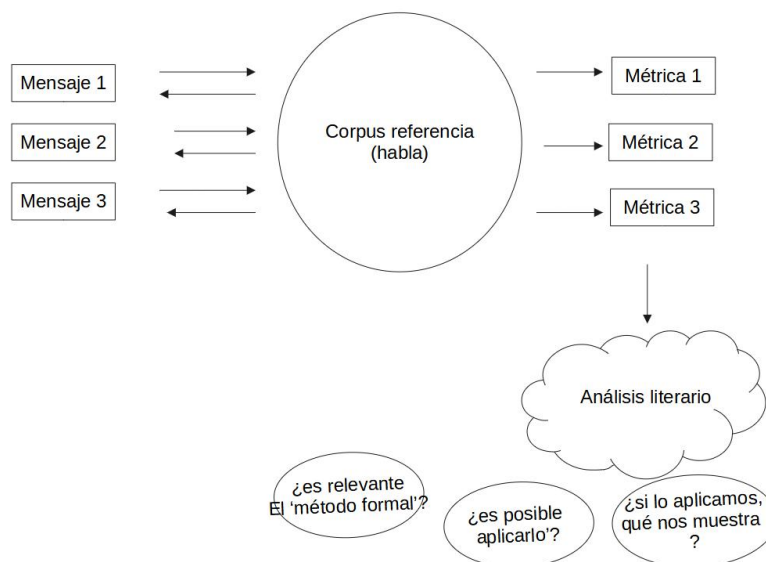 Mensaje 1
Mensaje 2
Mensaje 3
Corpus referencia
(habla)
Métrica 1
Métrica 2
Métrica 3
Análisis literario
¿es relevante
El ‘método formal’?
¿es posible
aplicarlo’?
¿si lo aplicamos,
qué nos muestra
?